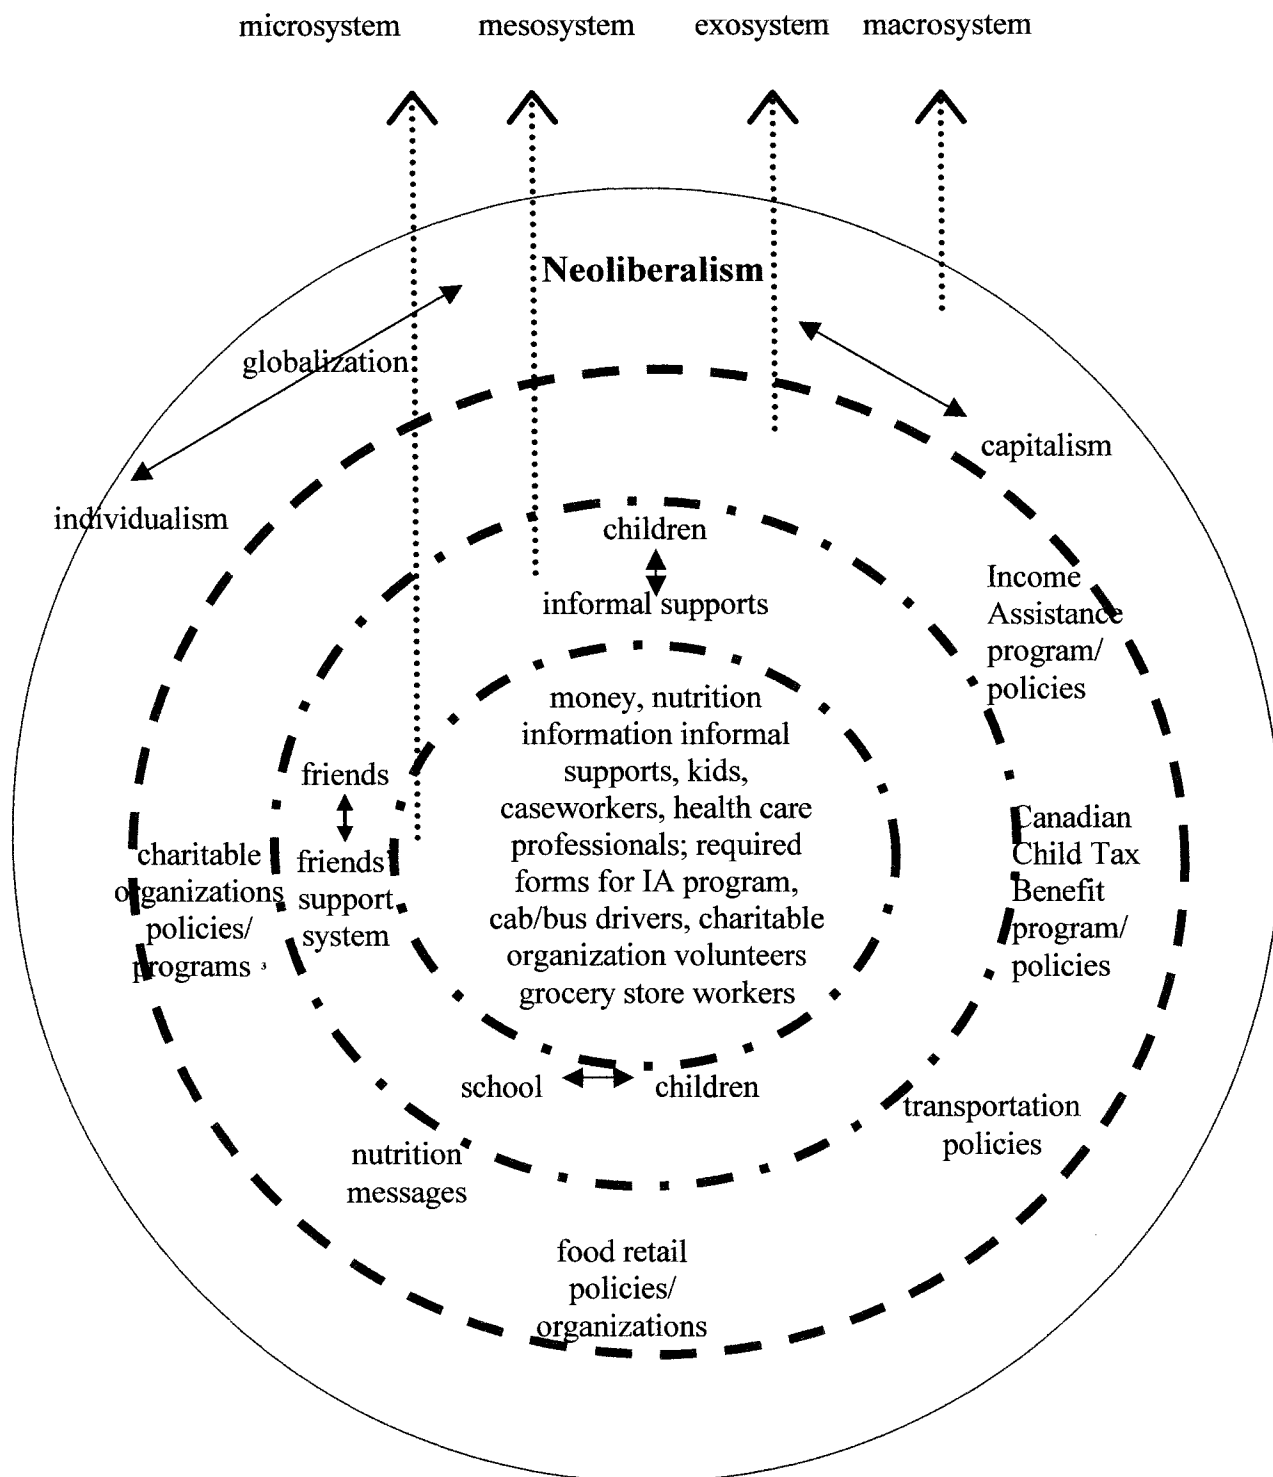 microsystem mesosystem exosystem macrosystem
Neoliberalism
globalization
capitalism
individualism
children
informal supports
Income
Assistance
program/
policies
money, nutrition
information informal
supports, kids,
caseworkers, health care
professionals; required
forms for IA program,
cab/bus drivers, charitable
organization volunteers
grocery store workers
friends
friends'
support
system
charitable
organizations
policies/
programs
Canadian
Child Tax
Benefit
program/
policies
school children
transportation
policies
nutrition
messages
food retail
policies/
organizations